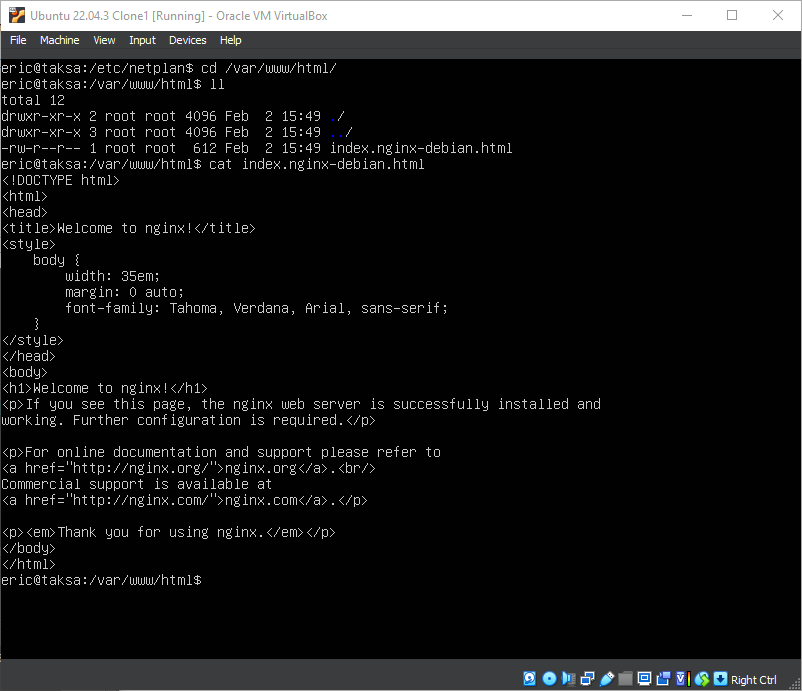 Ubuntu 22.04.3 Clone1 [Running] - Oracle VM VirtualBox
File Machine View Input Devices Help
eric@taksa:/etc/netplan$ cd /var/www/html/
eric@taksa:/var/www/html$ ll
total 12
drwxr-xr-x 2 root root 4096 Feb  2 15:49 ./
drwxr-xr-x 3 root root 4096 Feb  2 15:49 ../
-rw-r--r-- 1 root root  612 Feb  2 15:49 index.nginx-debian.html
eric@taksa:/var/www/html$ cat index.nginx-debian.html
<!DOCTYPE html>
<html>
<head>
<title>Welcome to nginx!</title>
<style>
    body {
        width: 35em;
        margin: 0 auto;
        font-family: Tahoma, Verdana, Arial, sans-serif;
    }
</style>
</head>
<body>
<h1>Welcome to nginx!</h1>
<p>If you see this page, the nginx web server is successfully installed and
working. Further configuration is required.</p>

<p>For online documentation and support please refer to
<a href="http://nginx.org/">nginx.org</a>.<br/>
Commercial support is available at
<a href="http://nginx.com/">nginx.com</a>.</p>

<p><em>Thank you for using nginx.</em></p>
</body>
</html>
eric@taksa:/var/www/html$
Right Ctrl